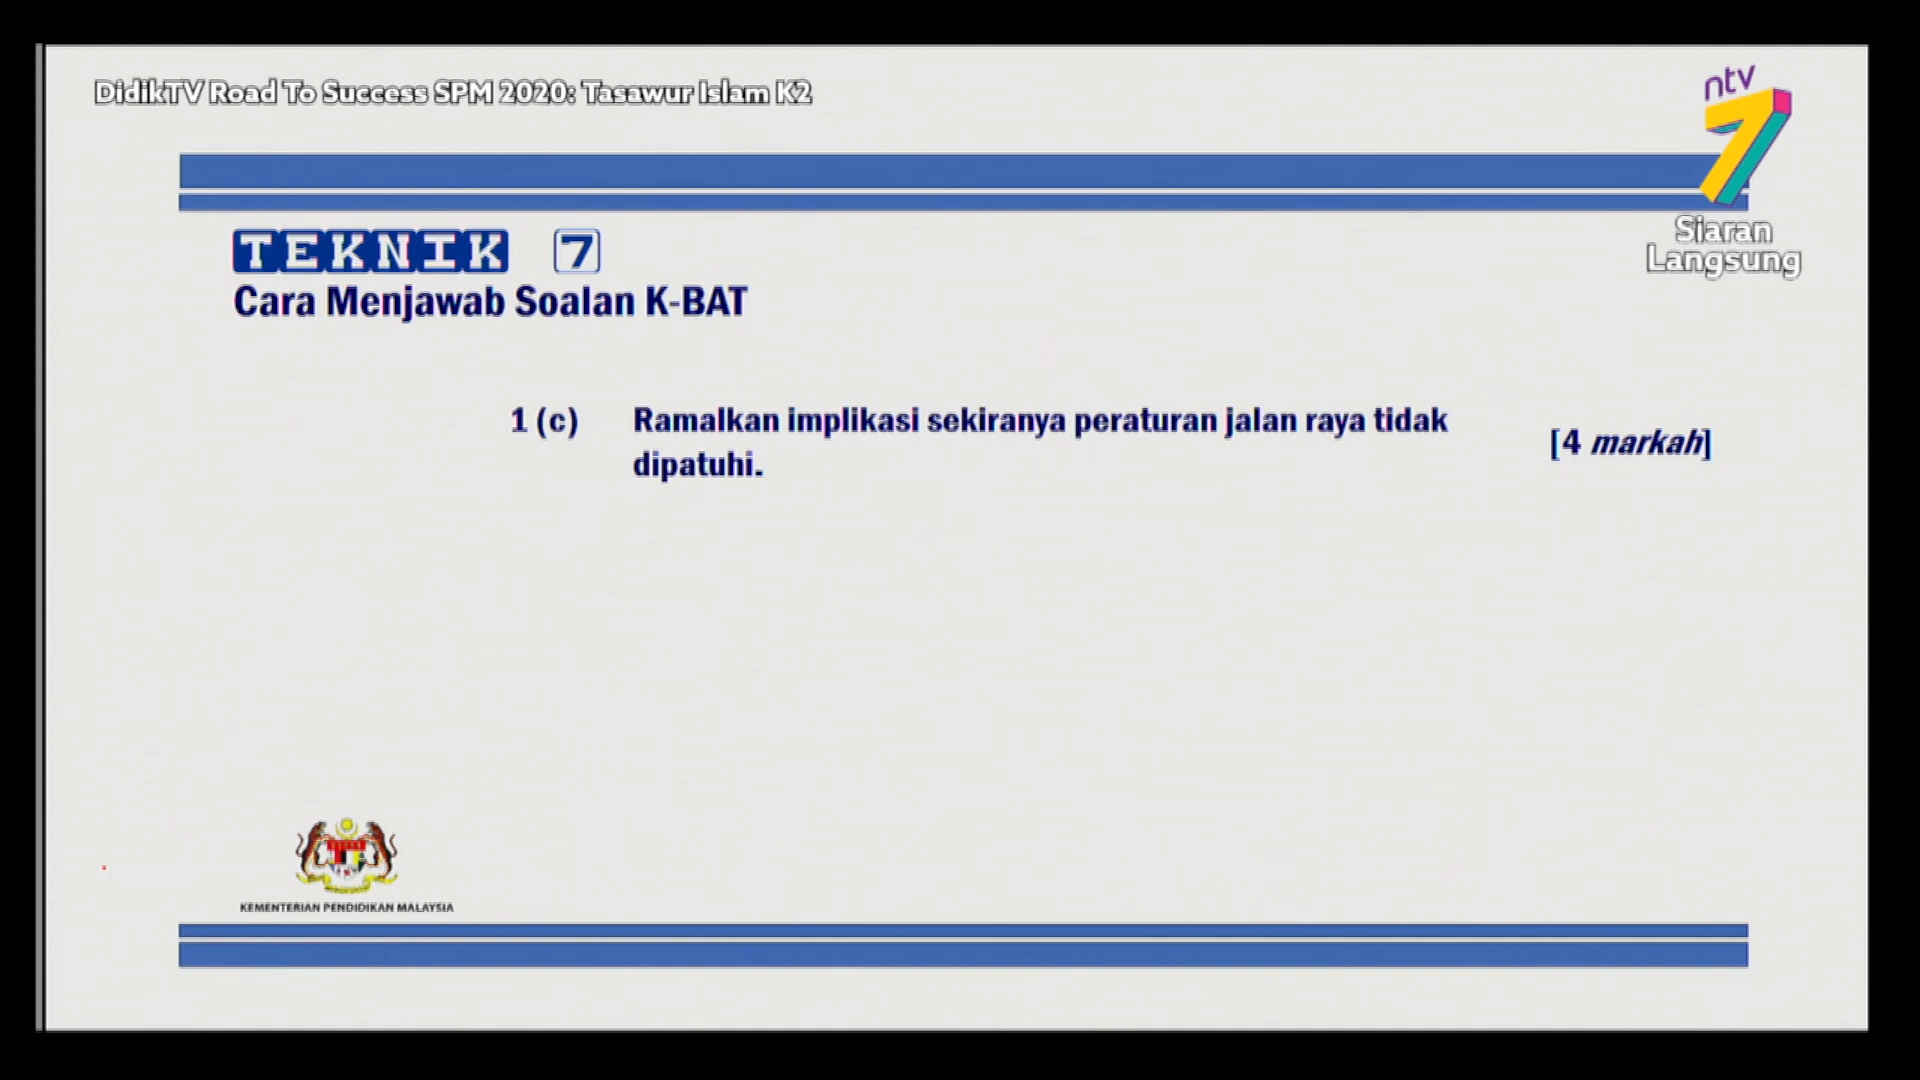 DidikTV Road To Success SPM 2020: Tasawur Islam K2
ntv
7
Siaran
Langsung
TEKNIK 7
Cara Menjawab Soalan K-BAT
1 (c) Ramalkan implikasi sekiranya peraturan jalan raya tidak
dipatuhi.
[4 markah]
KEMENTERIAN PENDIDIKAN MALAYSIA